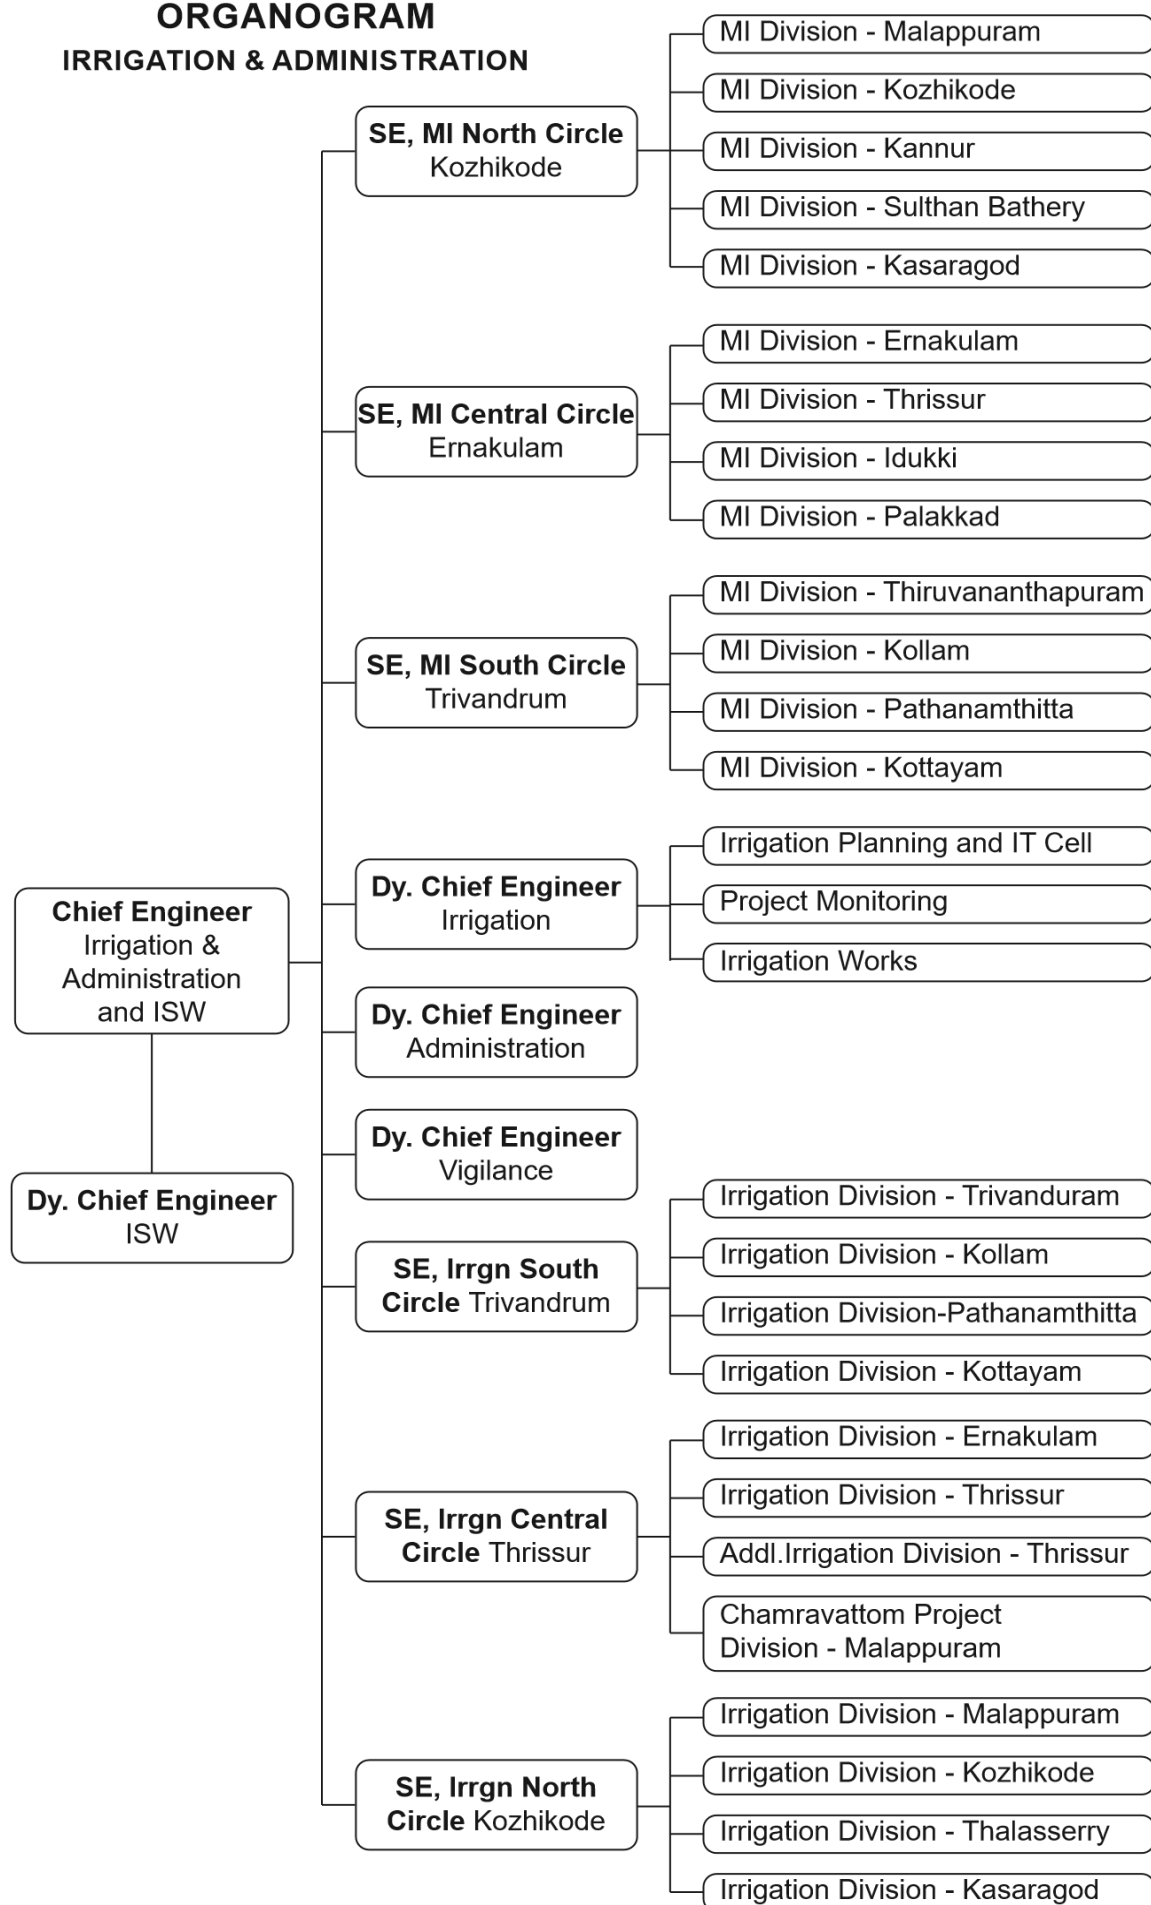 ORGANOGRAM
IRRIGATION & ADMINISTRATION
Chief Engineer
Irrigation &
Administration
and ISW
Dy. Chief Engineer
ISW
SE, MI North Circle
Kozhikode
MI Division - Malappuram
MI Division - Kozhikode
MI Division - Kannur
MI Division - Sulthan Bathery
MI Division - Kasaragod
SE, MI Central Circle
Ernakulam
MI Division - Ernakulam
MI Division - Thrissur
MI Division - Idukki
MI Division - Palakkad
SE, MI South Circle
Trivandrum
MI Division - Thiruvananthapuram
MI Division - Kollam
MI Division - Pathanamthitta
MI Division - Kottayam
Dy. Chief Engineer
Irrigation
Irrigation Planning and IT Cell
Project Monitoring
Irrigation Works
Dy. Chief Engineer
Administration
Dy. Chief Engineer
Vigilance
SE, Irrgn South
Circle Trivandrum
Irrigation Division - Trivanduram
Irrigation Division - Kollam
Irrigation Division-Pathanamthitta
Irrigation Division - Kottayam
SE, Irrgn Central
Circle Thrissur
Irrigation Division - Ernakulam
Irrigation Division - Thrissur
Addl.Irrigation Division - Thrissur
Chamravattom Project
Division - Malappuram
SE, Irrgn North
Circle Kozhikode
Irrigation Division - Malappuram
Irrigation Division - Kozhikode
Irrigation Division - Thalasserry
Irrigation Division - Kasaragod